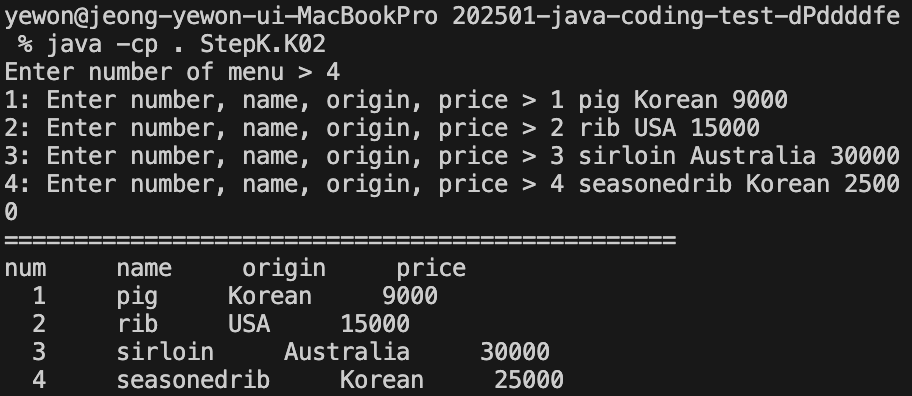 yewon@jeong-yewon-ui-MacBookPro 202501-java-coding-test-dPddddfe
 % java -cp . StepK.K02
Enter number of menu > 4
1: Enter number, name, origin, price > 1 pig Korean 9000
2: Enter number, name, origin, price > 2 rib USA 15000
3: Enter number, name, origin, price > 3 sirloin Australia 30000
4: Enter number, name, origin, price > 4 seasonedrib Korean 2500
0
================================================
num     name     origin     price
  1     pig     Korean     9000
  2     rib     USA     15000
  3     sirloin     Australia     30000
  4     seasonedrib     Korean     25000